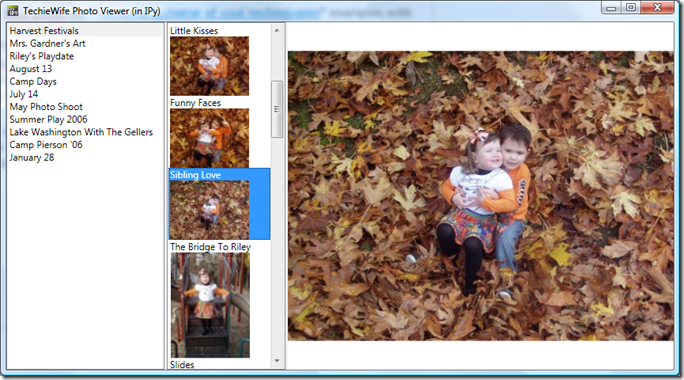 TechieWife Photo Viewer (in IPy)
Harvest Festivals
Mrs. Gardner's Art
Riley's Playdate
August 13
Camp Days
July 14
May Photo Shoot
Summer Play 2006
Lake Washington With The Gellers
Camp Pierson '06
January 28
Little Kisses
Funny Faces
Sibling Love
The Bridge To Riley
Slides